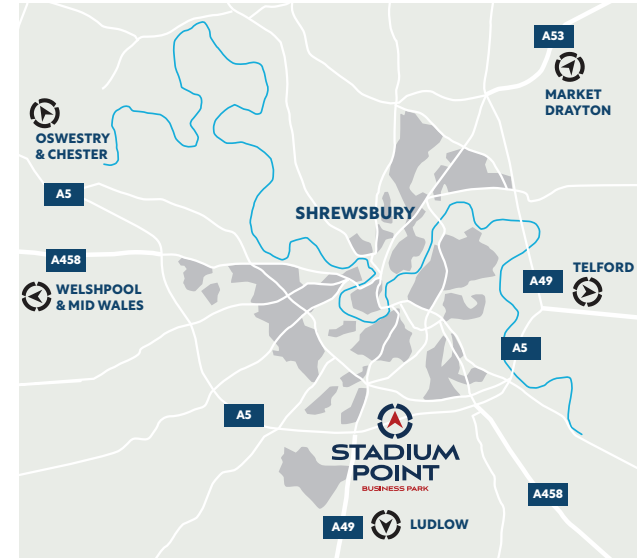 A53
MARKET
DRAYTON
OSWESTRY
& CHESTER
A5
SHREWSBURY
A458
WELSHPOOL
& MID WALES
TELFORD
A49
A5
A5
STADIUM
POINT
BUSINESS PARK
A458
A49
LUDLOW